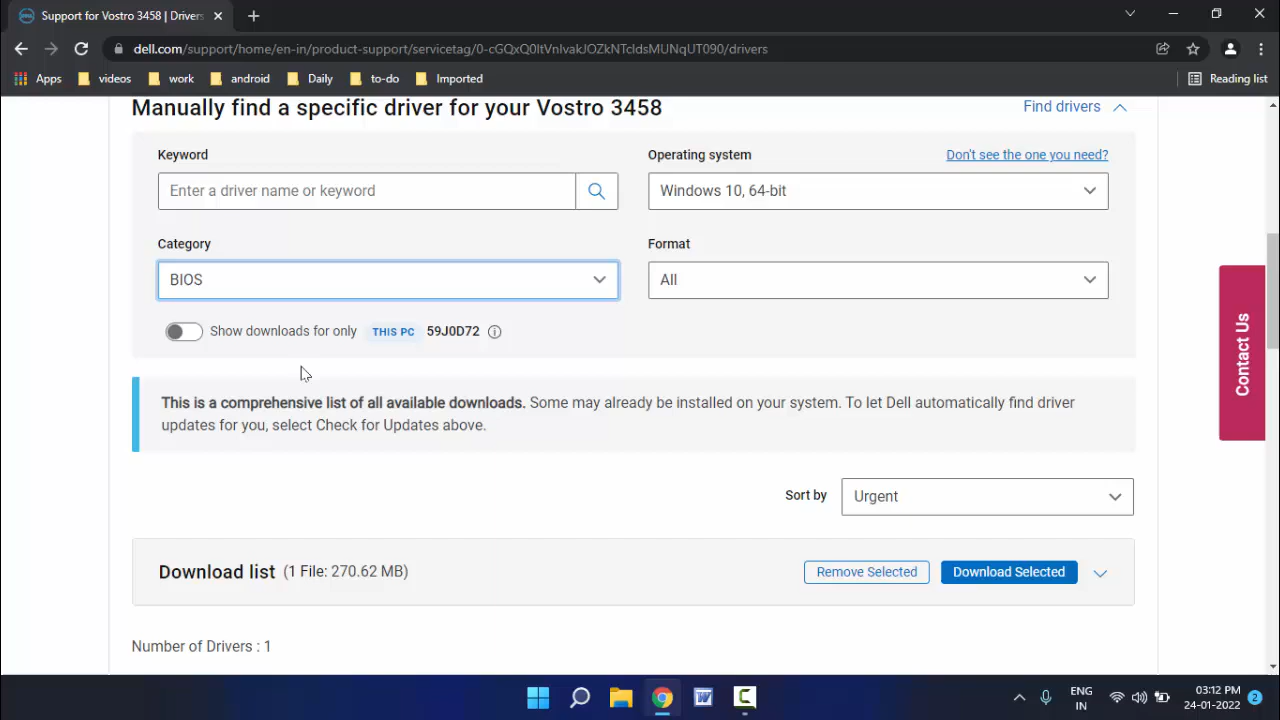 Support for Vostro 3458 | Drivers
dell.com/support/home/en-in/product-support/servicetag/0-cGQxQ0ltVnlvakJOZkNTcldsMUNqUT090/drivers
Apps videos work android Daily to-do Imported Reading list
Manually find a specific driver for your Vostro 3458
Find drivers
Keyword
Operating system
Don't see the one you need?
Enter a driver name or keyword
Windows 10, 64-bit
Category
Format
BIOS
All
Show downloads for only THIS PC 59J0D72
Contact Us
This is a comprehensive list of all available downloads. Some may already be installed on your system. To let Dell automatically find driver
updates for you, select Check for Updates above.
Sort by
Urgent
Download list (1 File: 270.62 MB)
Remove Selected
Download Selected
Number of Drivers : 1
ENG
IN
03:12 PM
24-01-2022
2